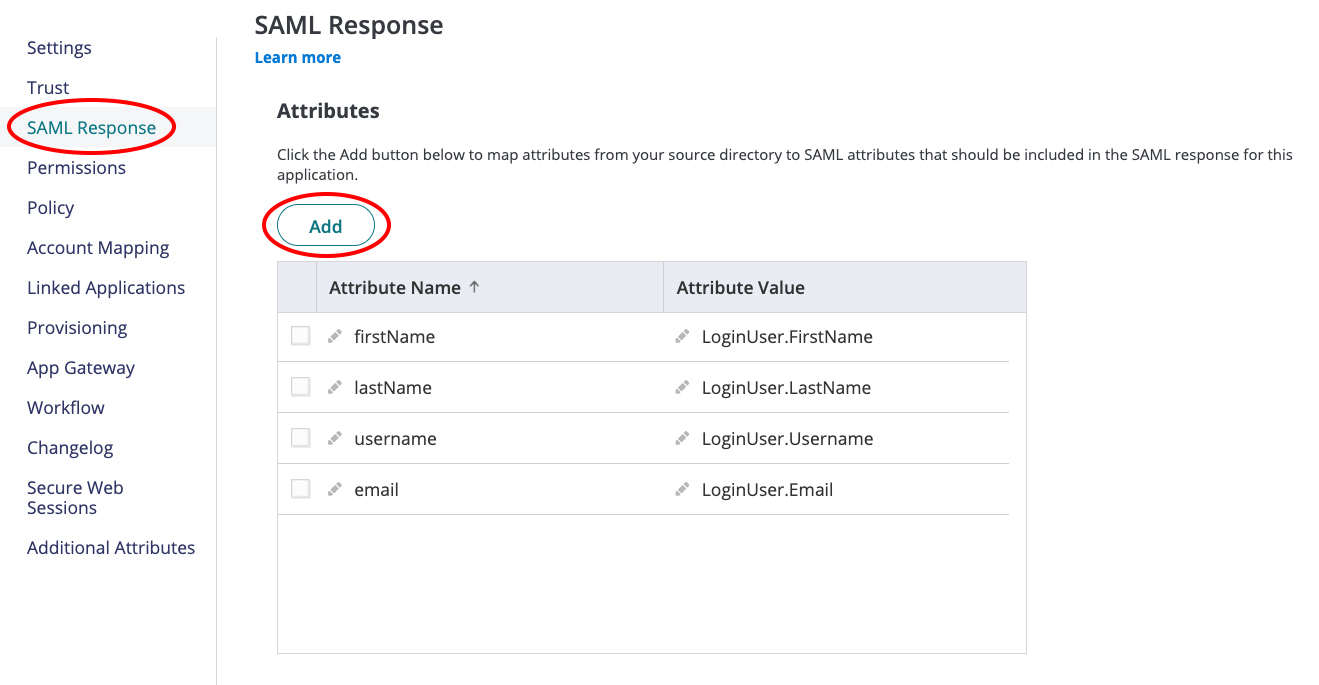 SAML Response
Learn more
Settings
Trust
SAML Response
Permissions
Policy
Account Mapping
Linked Applications
Provisioning
App Gateway
Workflow
Changelog
Secure Web
Sessions
Additional Attributes
Attributes
Click the Add button below to map attributes from your source directory to SAML attributes that should be included in the SAML response for this
application.
Add
Attribute Name ↑ Attribute Value
firstName LoginUser.FirstName
lastName LoginUser.LastName
username LoginUser.Username
email LoginUser.Email